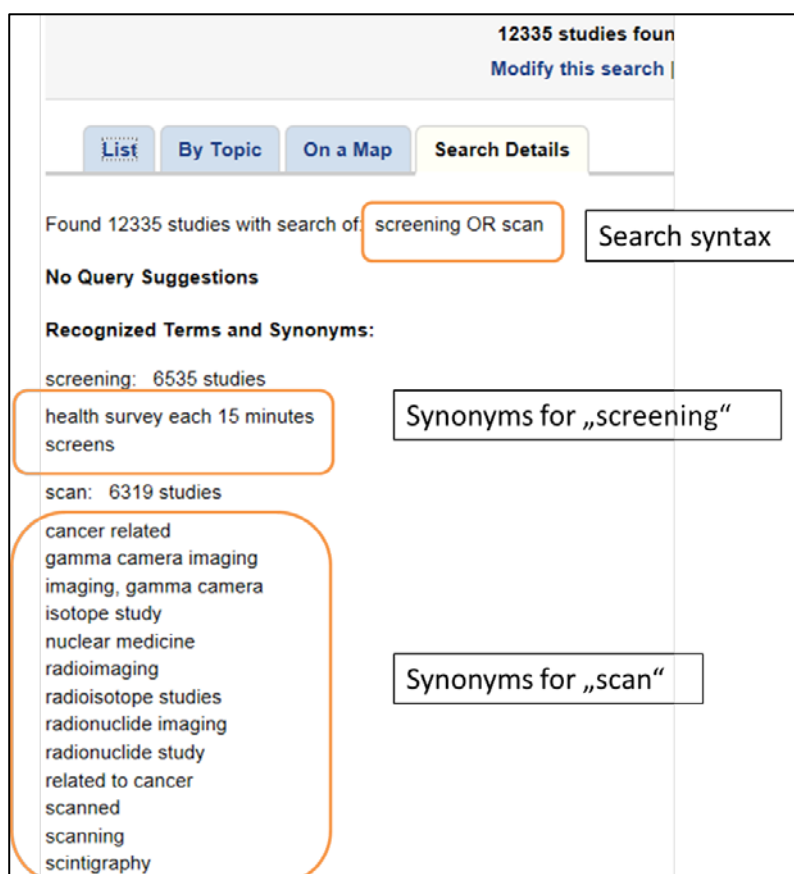 12335 studies foun
Modify this search |
List By Topic On a Map Search Details
Found 12335 studies with search of: screening OR scan
Search syntax
No Query Suggestions
Recognized Terms and Synonyms:
screening: 6535 studies
health survey each 15 minutes
screens
Synonyms for „screening“
scan: 6319 studies
cancer related
gamma camera imaging
imaging, gamma camera
isotope study
nuclear medicine
radioimaging
radioisotope studies
radionuclide imaging
radionuclide study
related to cancer
scanned
scanning
scintigraphy
Synonyms for „scan“